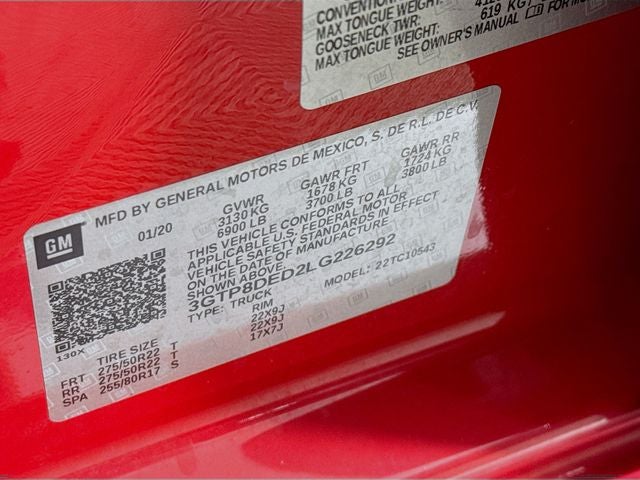 CONVENTION
MAX TONGUE WEIGHT:
GOOSENECK TWR:
MAX TONGUE WEIGHT:
619 KG
SEE OWNER'S MANUAL FOR MO
GM
MFD BY GENERAL MOTORS DE MEXICO, S. DE R.L. DE C.V.
01/20 GVWR GAWR FRT GAWR RR
3130 KG 1678 KG 1724 KG
6900 LB 3700 LB 3800 LB
THIS VEHICLE CONFORMS TO ALL
APPLICABLE U.S. FEDERAL MOTOR
VEHICLE SAFETY STANDARDS IN EFFECT
ON THE DATE OF MANUFACTURE
SHOWN ABOVE.
3GTP8DED2LG226292
TYPE: TRUCK MODEL: 22TC10543
130X
TIRE SIZE RIM
FRT 275/50R22 T 22X9J
RR 275/50R22 T 22X9J
SPA 255/80R17 S 17X7J